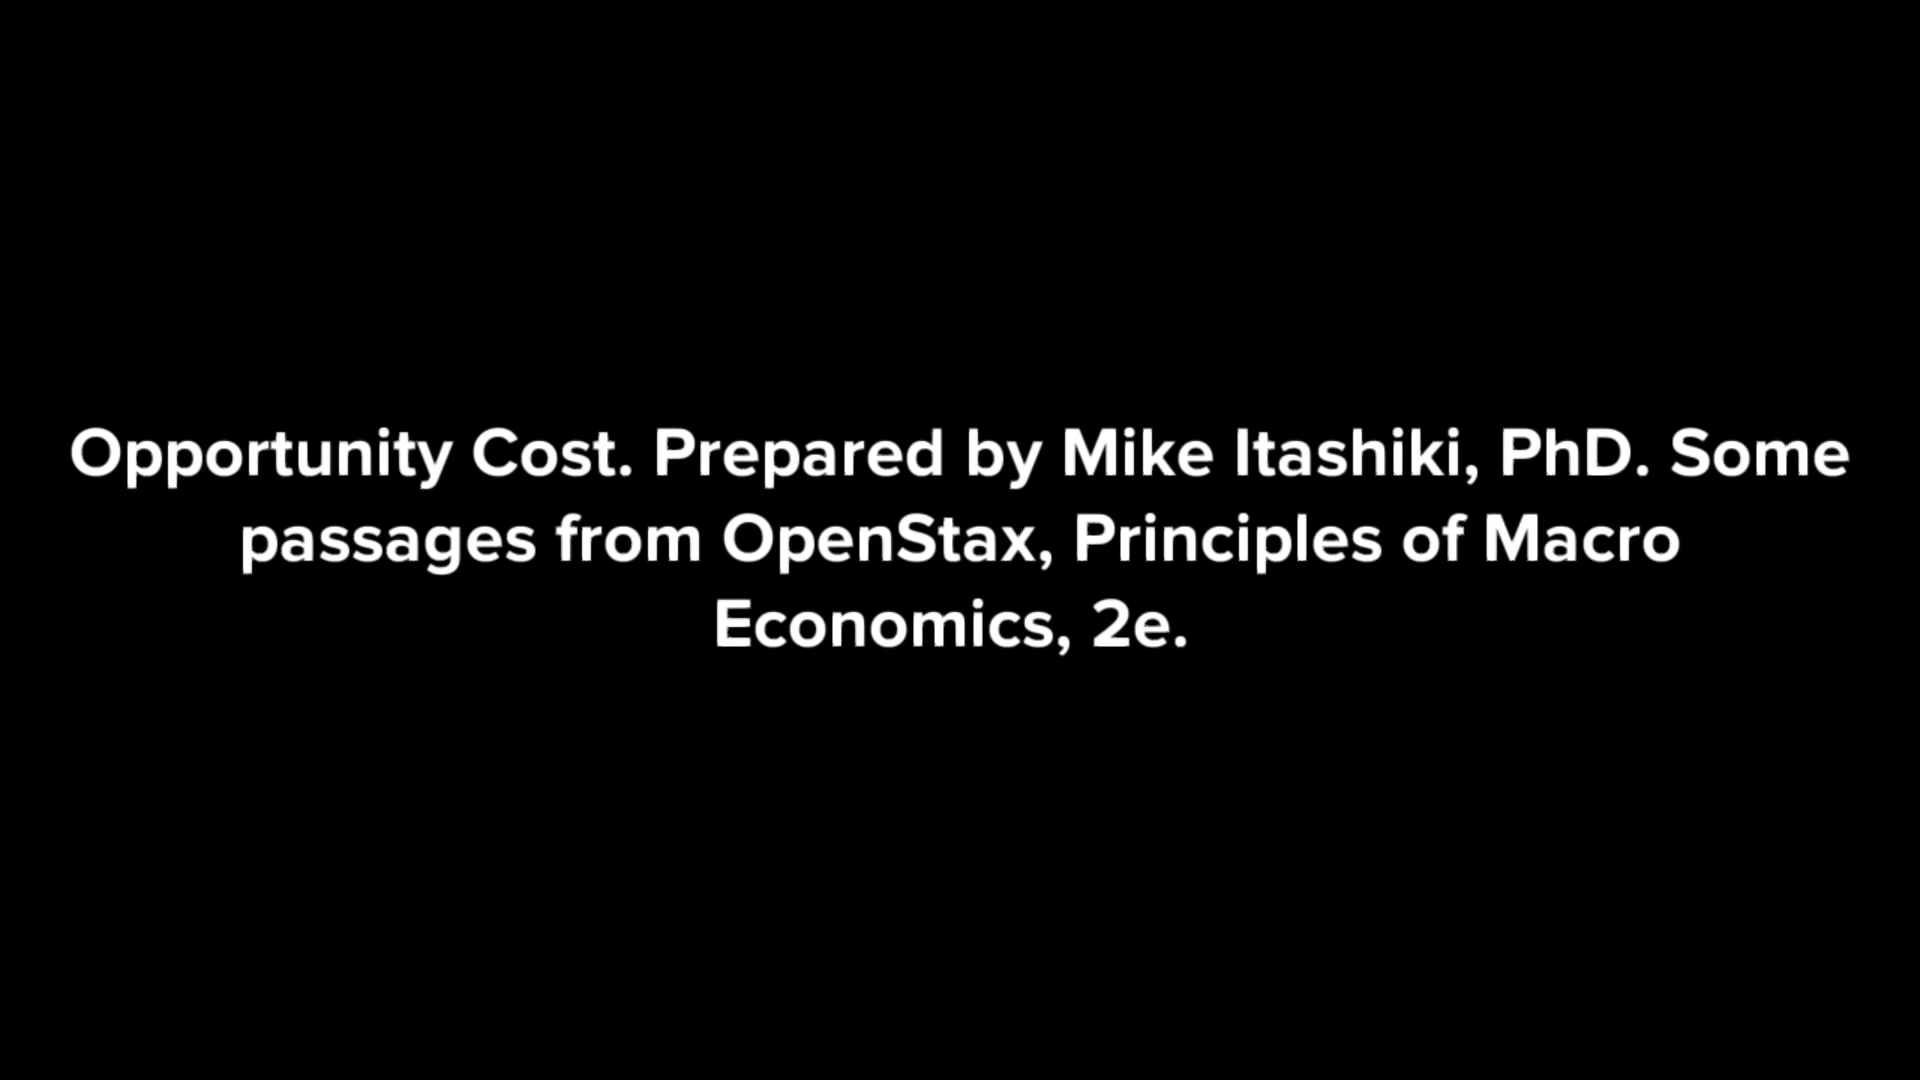 Opportunity Cost. Prepared by Mike Itashiki, PhD. Some
passages from OpenStax, Principles of Macro
Economics, 2e.